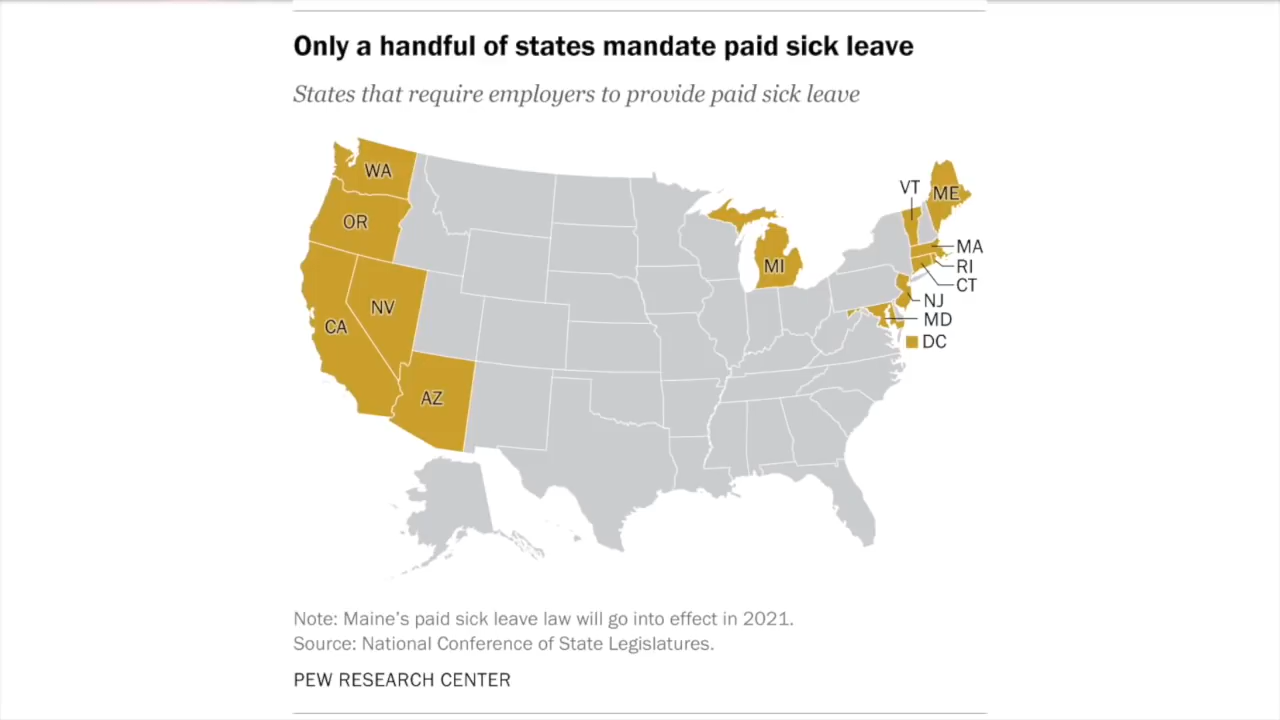 Only a handful of states mandate paid sick leave
States that require employers to provide paid sick leave
WA
VT
ME
OR
MA
MI
RI
CT
NJ
NV
MD
CA
DC
AZ
Note: Maine's paid sick leave law will go into effect in 2021.
Source: National Conference of State Legislatures.
PEW RESEARCH CENTER